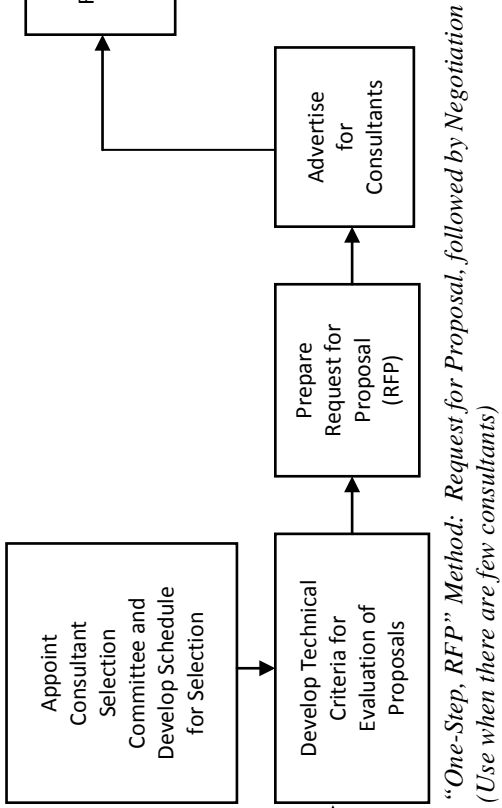 Appoint
Consultant
Selection
Committee and
Develop Schedule
for Selection
Develop Technical
Criteria for
Evaluation of
Proposals
Prepare
Request for
Proposal
(RFP)
Advertise
for
Consultants
“One-Step, RFP” Method:  Request for Proposal, followed by Negotiation
(Use when there are few consultants)